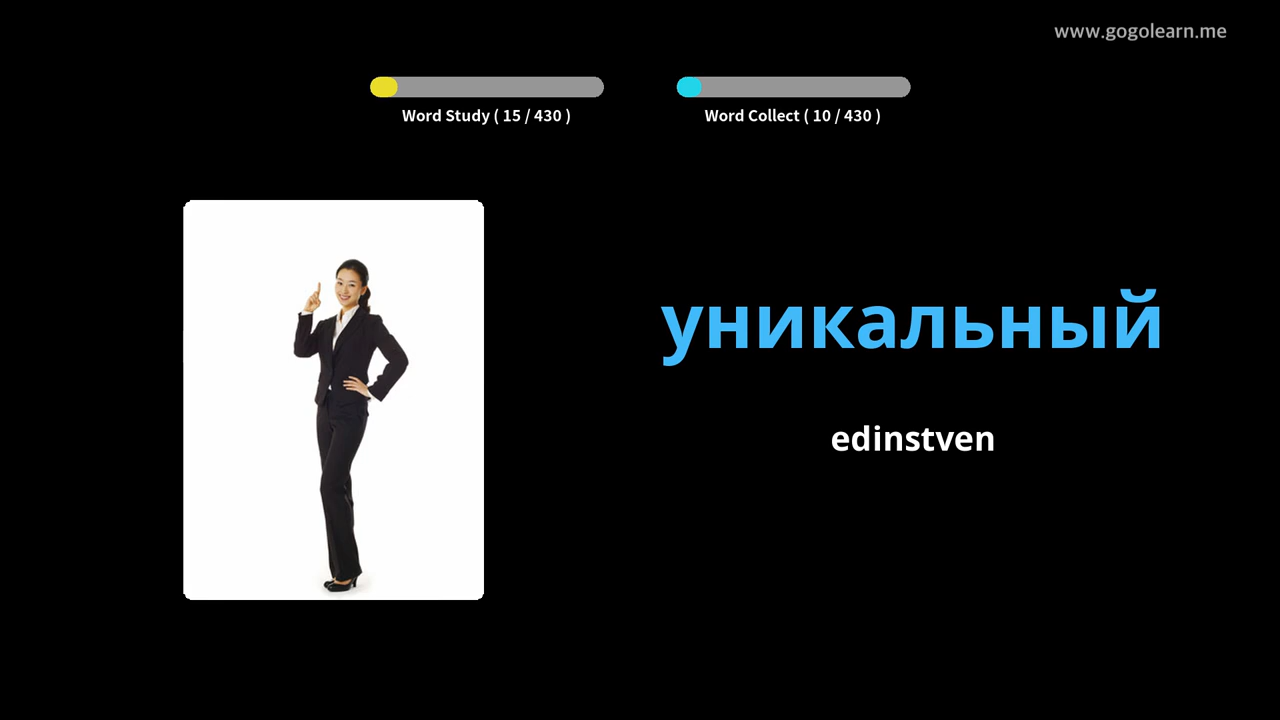 www.gogolearn.me
Word Study ( 15 / 430 )
Word Collect ( 10 / 430 )
уникальный
edinstven